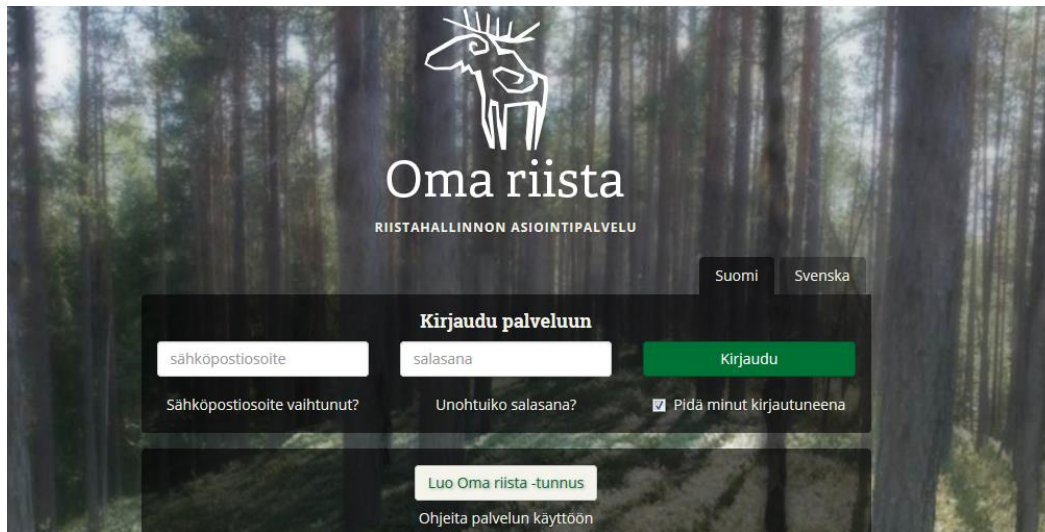 Oma riista
RIISTAHALLINNON ASIOINTIPALVELU
Suomi Svenska
Kirjaudu palveluun
sähköpostiosoite salasana Kirjaudu
Sähköpostiosoite vaihtunut? Unohtuiko salasana? Pidä minut kirjautuneena
Luo Oma riista -tunnus
Ohjeita palvelun käyttöön